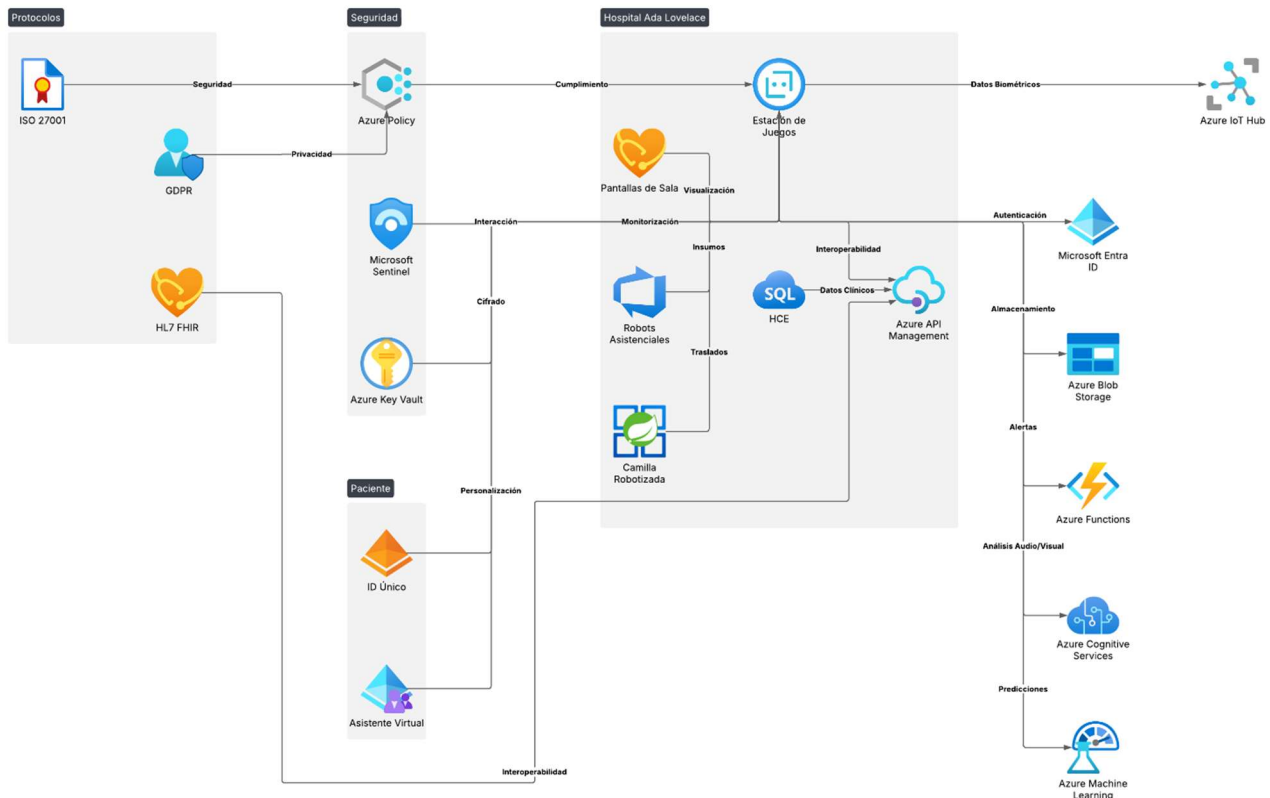 Protocolos
Seguridad
Hospital Ada Lovelace
Seguridad
Cumplimiento
Datos Biométricos
ISO 27001
Azure Policy
Estación de
Juegos
Azure IoT Hub
Privacidad
GDPR
Pantallas de Sala
Visualización
Interacción
Monitorización
Autenticación
Insumos
Interoperabilidad
Microsoft
Sentinel
Microsoft Entra
ID
HL7 FHIR
Cifrado
Robots
Asistenciales
SQL
HCE
Datos Clínicos
Azure API
Management
Almacenamiento
Traslados
Azure Key Vault
Azure Blob
Storage
Alertas
Camilla
Robotizada
Paciente
Personalización
Azure Functions
Análisis Audio/Visual
ID Único
Azure Cognitive
Services
Predicciones
Asistente Virtual
Interoperabilidad
Azure Machine
Learning